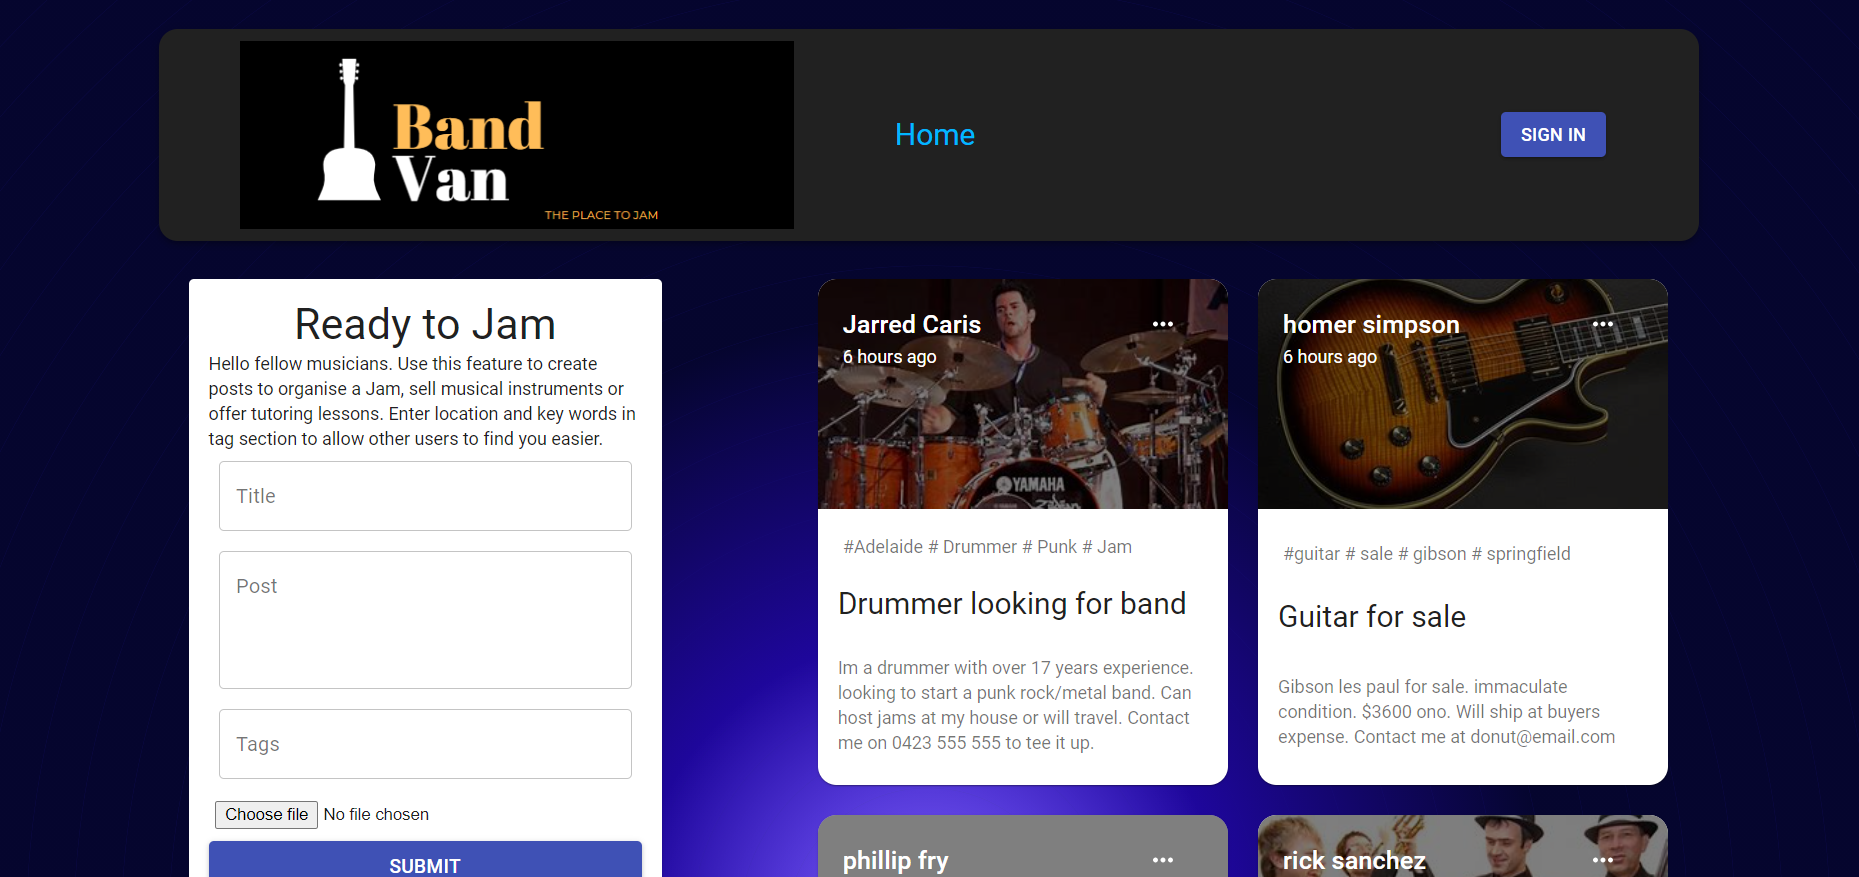 Band
Van
THE PLACE TO JAM
Home
SIGN IN
Ready to Jam
Hello fellow musicians. Use this feature to create
posts to organise a Jam, sell musical instruments or
offer tutoring lessons. Enter location and key words in
tag section to allow other users to find you easier.
Title
Post
Tags
Choose file No file chosen
SUBMIT
Jarred Caris
6 hours ago
YAMAHA
#Adelaide # Drummer # Punk # Jam
Drummer looking for band
Im a drummer with over 17 years experience.
looking to start a punk rock/metal band. Can
host jams at my house or will travel. Contact
me on 0423 555 555 to tee it up.
homer simpson
6 hours ago
#guitar # sale # gibson # springfield
Guitar for sale
Gibson les paul for sale. immaculate
condition. $3600 ono. Will ship at buyers
expense. Contact me at donut@email.com
phillip fry
rick sanchez